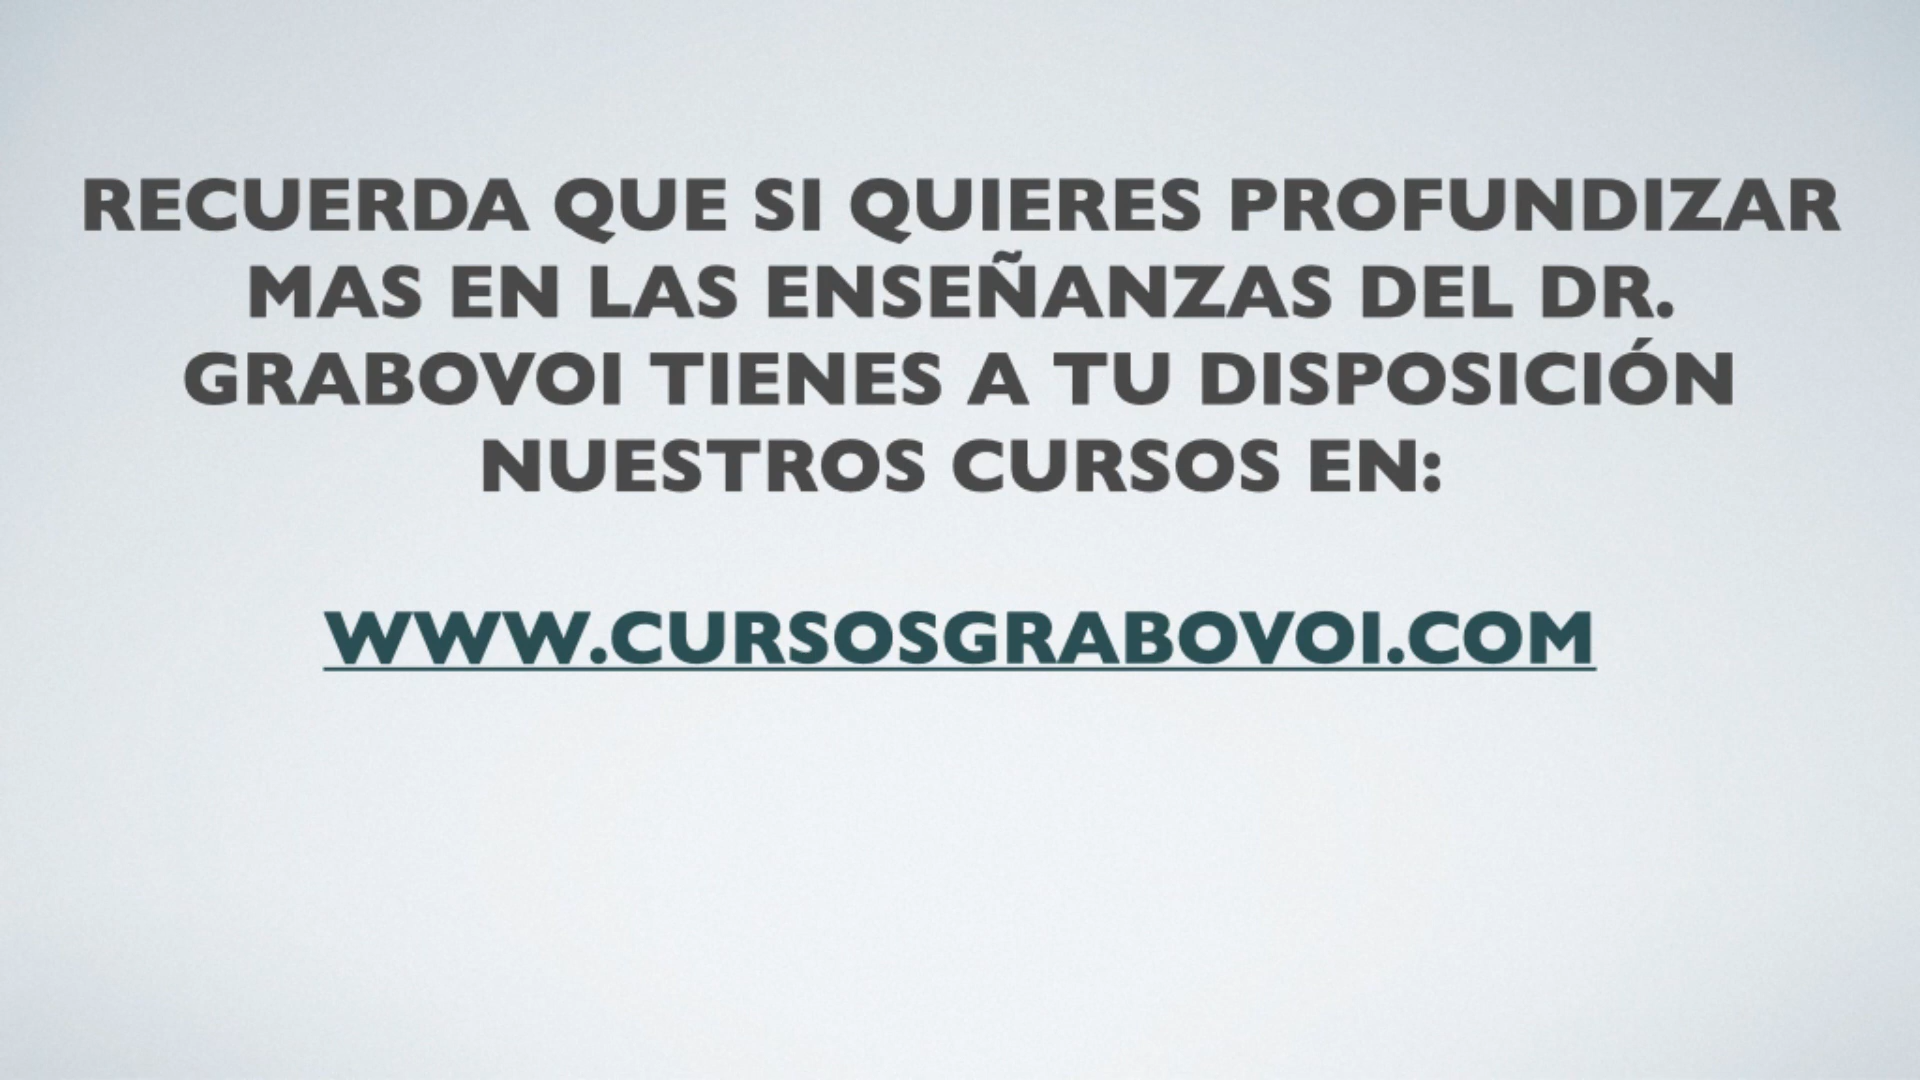 RECUERDA QUE SI QUIERES PROFUNDIZAR
MAS EN LAS ENSEÑANZAS DEL DR.
GRABOVOI TIENES A TU DISPOSICIÓN
NUESTROS CURSOS EN:
WWW.CURSOSGRABOVOI.COM